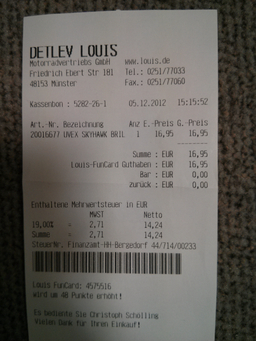 DETLEV LOUIS
Motorradvertriebs GmbH www.louis.de
Friedrich Ebert Str 181 Tel.: 0251/77033
48153 Münster Fax.: 0251/77060
Kassenbon : 5282-26-1 05.12.2012 15:15:52
Art.-Nr. Bezeichnung Anz E.-Preis G.-Preis
20016677 UVEX SKYHAWK BRIL 1 16,95 16,95
--------
Summe : EUR 16,95
Louis-FunCard Guthaben : EUR 16,95
Bar : EUR 0,00
zurück : EUR 0,00
Enthaltene Mehrwertsteuer in EUR
MWST Netto
19,00% = 2,71 14,24
Summe = 2,71 14,24
SteuerNr. Finanzamt-HH-Bergedorf 44/714/00233
Louis FunCard: 4575516
wird um 48 Punkte erhöht!
Es bediente Sie Christoph Schölling
Vielen Dank für Ihren Einkauf!